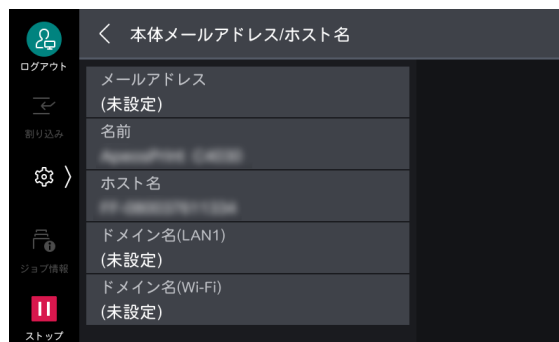 ログアウト
割り込み
ジョブ情報
ストップ
本体メールアドレス/ホスト名
メールアドレス
(未設定)
名前
ホスト名
ドメイン名(LAN1)
(未設定)
ドメイン名(Wi-Fi)
(未設定)